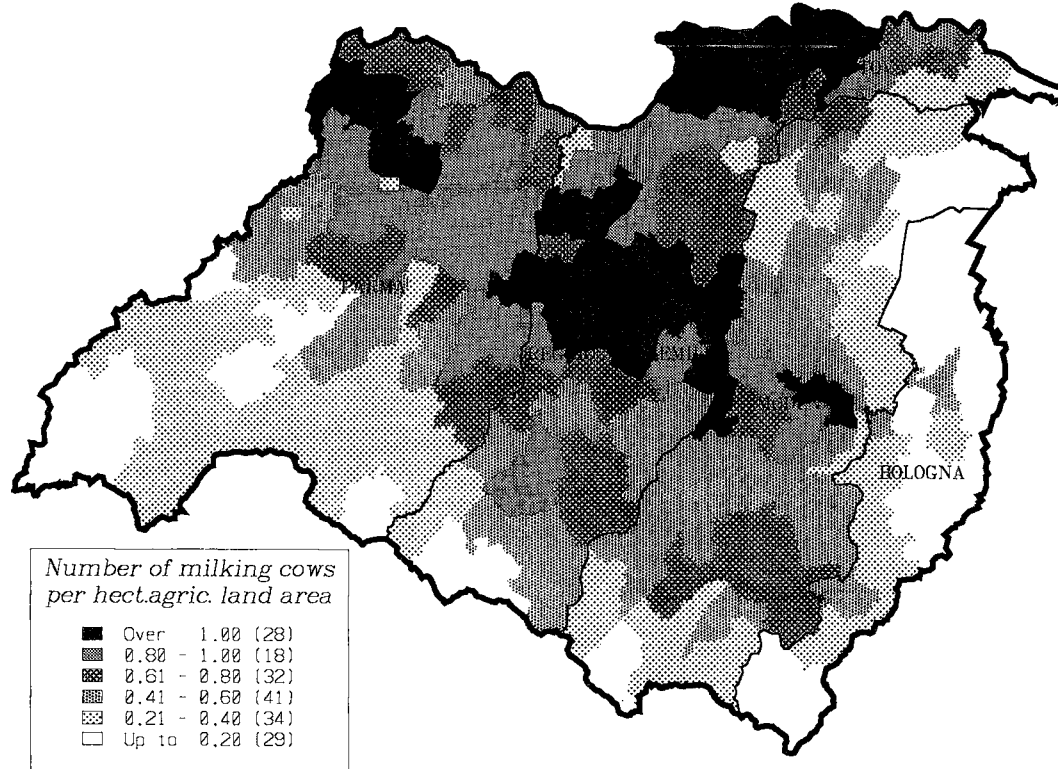 PARMA
EMI
BOLOGNA
Number of milking cows
per hect.agric. land area
Over 1.00 (28)
0.80 - 1.00 (18)
0.61 - 0.80 (32)
0.41 - 0.60 (41)
0.21 - 0.40 (34)
Up to 0.20 (29)